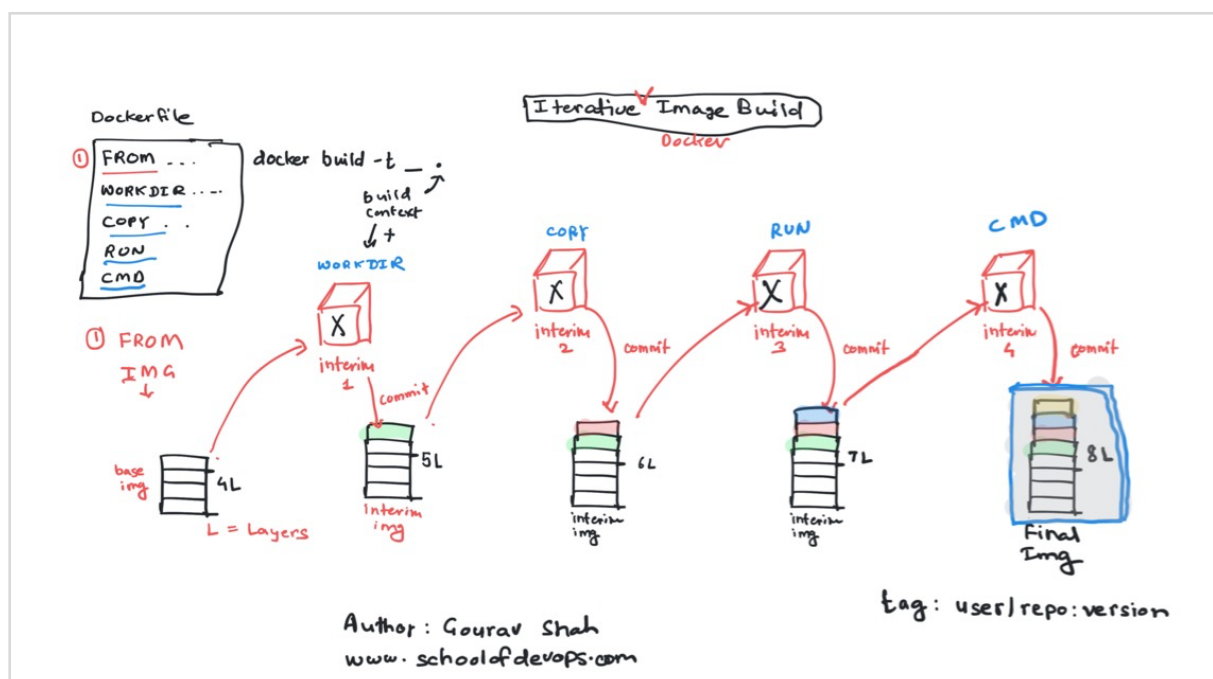 Iterative Image Build
Docker
Dockerfile
① FROM ...
WORKDIR ....
COPY . .
RUN
CMD
docker build -t _ .
build
context
+
① FROM
IMG
base
img
4L
L = Layers
WORKDIR
X
interim
1
commit
5L
Interim
img
COPY
X
interim
2
commit
6L
interim
img
RUN
X
interim
3
commit
7L
interim
img
CMD
X
interim
4
commit
8L
Final
Img
tag: user/repo:version
Author: Gourav Shah
www.schoolofdevops.com